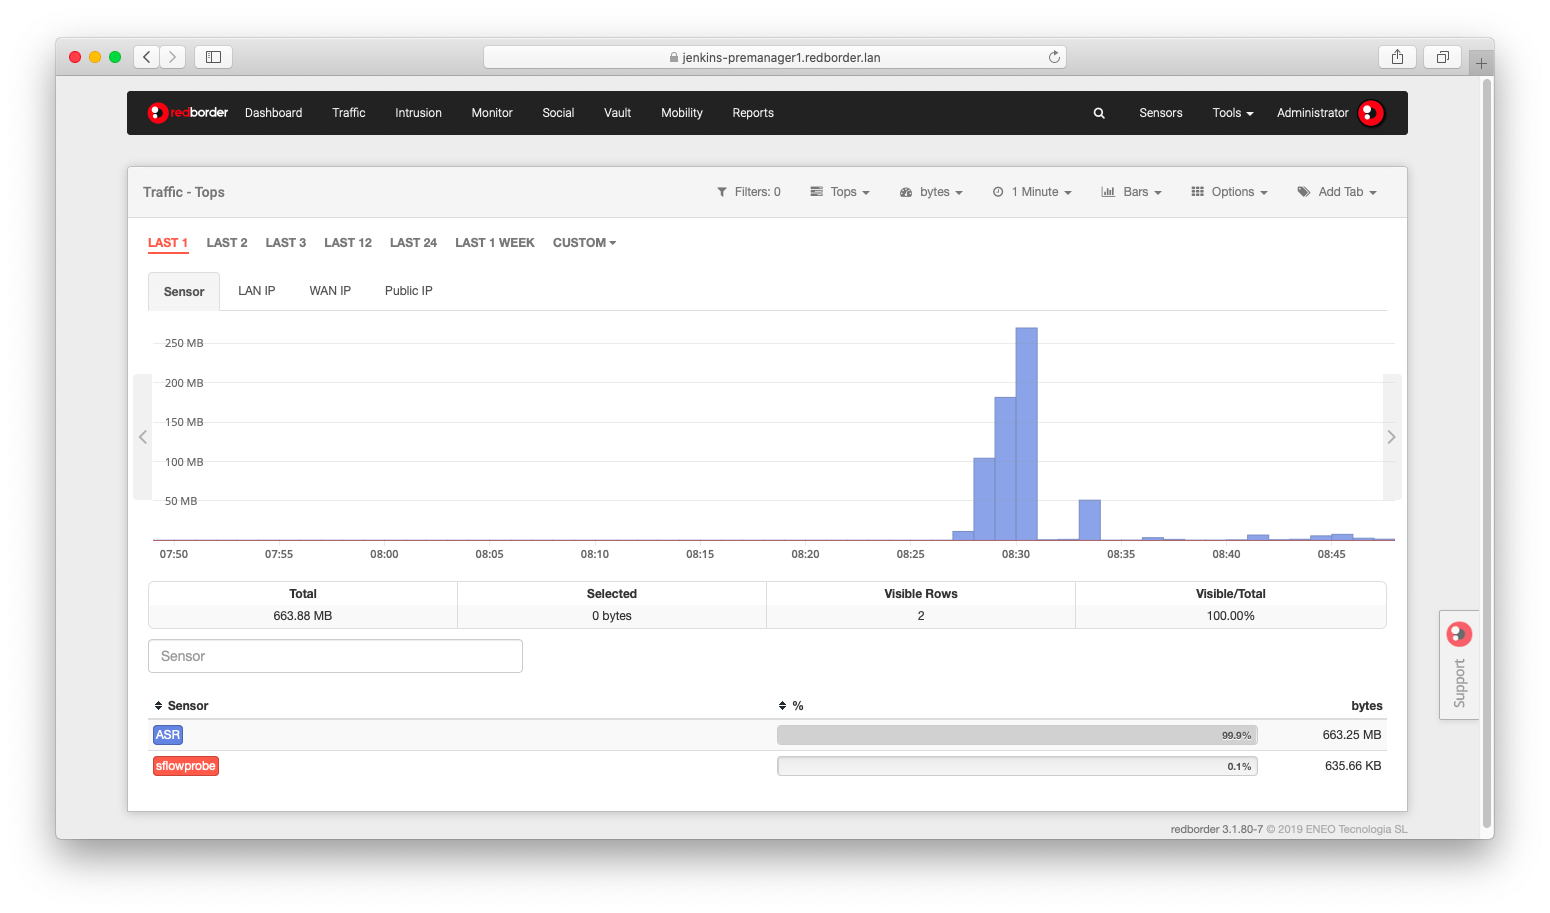 jenkins-premanager1.redborder.lan
redborder Dashboard Traffic Intrusion Monitor Social Vault Mobility Reports Sensors Tools Administrator
Traffic - Tops Filters: 0 Tops bytes 1 Minute Bars Options Add Tab
LAST 1 LAST 2 LAST 3 LAST 12 LAST 24 LAST 1 WEEK CUSTOM
Sensor LAN IP WAN IP Public IP
250 MB
200 MB
150 MB
100 MB
50 MB
07:50 07:55 08:00 08:05 08:10 08:15 08:20 08:25 08:30 08:35 08:40 08:45
Total Selected Visible Rows Visible/Total
663.88 MB 0 bytes 2 100.00%
Sensor
Sensor % bytes
ASR 99.9% 663.25 MB
sflowprobe 0.1% 635.66 KB
Support
redborder 3.1.80-7 © 2019 ENEO Tecnologia SL